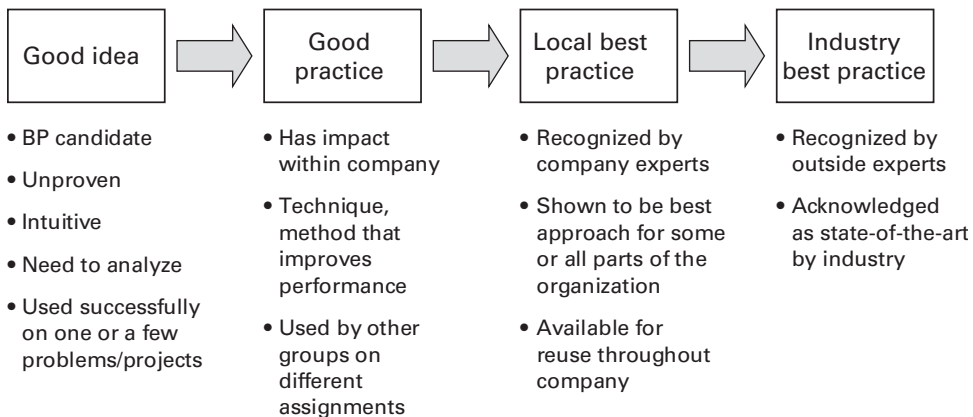 Good idea
Good
practice
Local best
practice
Industry
best practice
• BP candidate
• Unproven
• Intuitive
• Need to analyze
• Used successfully
on one or a few
problems/projects
• Has impact
within company
• Technique,
method that
improves
performance
• Used by other
groups on
different
assignments
• Recognized by
company experts
• Shown to be best
approach for some
or all parts of the
organization
• Available for
reuse throughout
company
• Recognized by
outside experts
• Acknowledged
as state-of-the-art
by industry